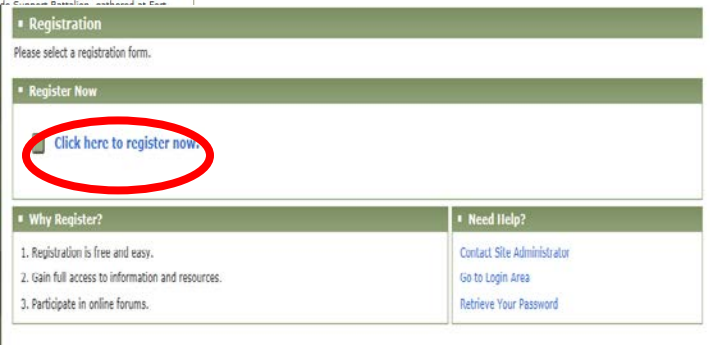 Registration
Please select a registration form.
Register Now
Click here to register now.
Why Register?
1. Registration is free and easy.
2. Gain full access to information and resources.
3. Participate in online forums.
Need Help?
Contact Site Administrator
Go to Login Area
Retrieve Your Password